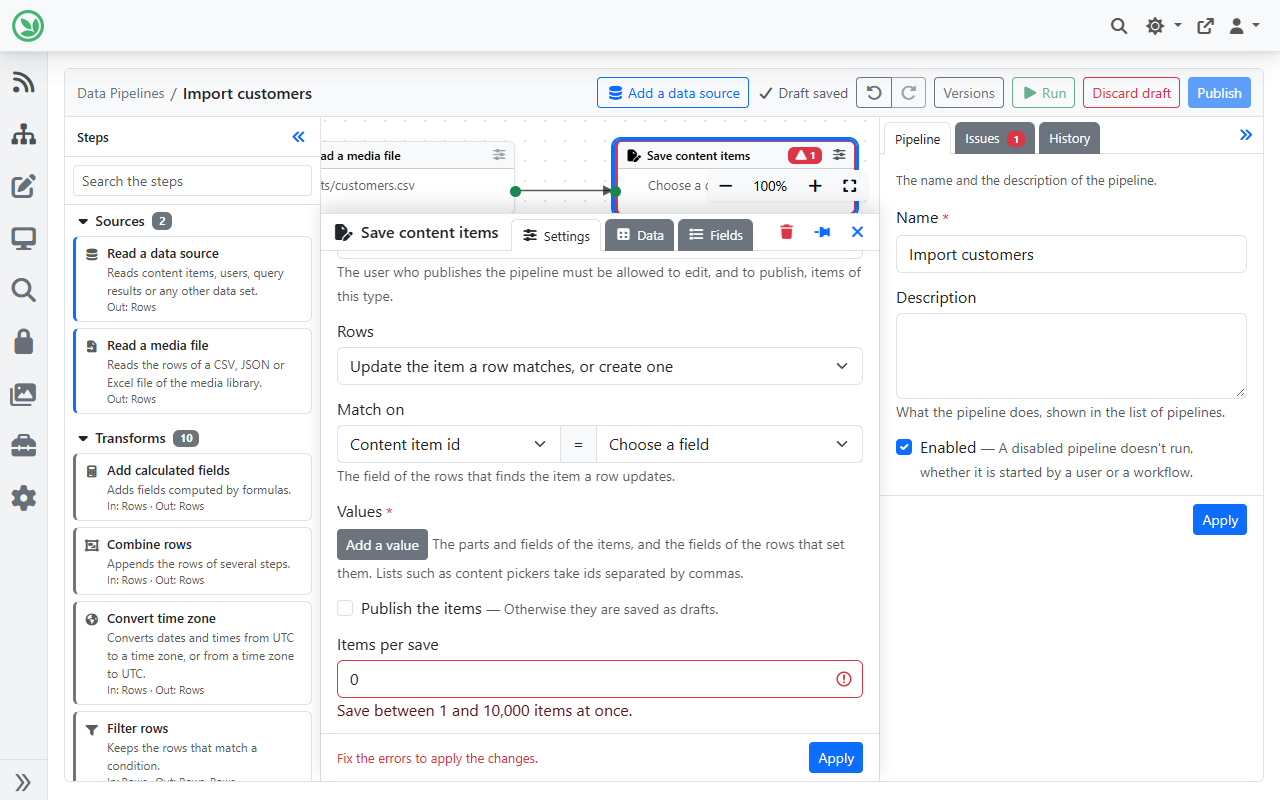 Data Pipelines / Import customers
Add a data source
Draft saved
Versions
Run
Discard draft
Publish
Steps
Search the steps
Sources 2
Read a data source
Reads content items, users, query
results or any other data set.
Out: Rows
Read a media file
Reads the rows of a CSV, JSON or
Excel file of the media library.
Out: Rows
Transforms 10
Add calculated fields
Adds fields computed by formulas.
In: Rows · Out: Rows
Combine rows
Appends the rows of several steps.
In: Rows · Out: Rows
Convert time zone
Converts dates and times from UTC
to a time zone, or from a time zone
to UTC.
In: Rows · Out: Rows
Filter rows
Keeps the rows that match a
condition.
ad a media file
ts/customers.csv
Save content items 1
Choose a c
100%
Save content items
Settings
Data
Fields
The user who publishes the pipeline must be allowed to edit, and to publish, items of
this type.
Rows
Update the item a row matches, or create one
Match on
Content item id = Choose a field
The field of the rows that finds the item a row updates.
Values *
Add a value The parts and fields of the items, and the fields of the rows that set
them. Lists such as content pickers take ids separated by commas.
Publish the items — Otherwise they are saved as drafts.
Items per save
0
Save between 1 and 10,000 items at once.
Fix the errors to apply the changes.
Apply
Pipeline
Issues 1
History
The name and the description of the pipeline.
Name *
Import customers
Description
What the pipeline does, shown in the list of pipelines.
Enabled — A disabled pipeline doesn't run,
whether it is started by a user or a workflow.
Apply